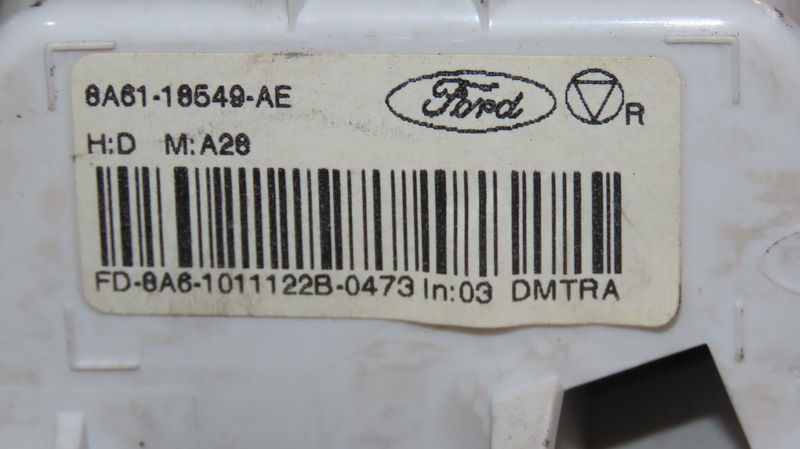 8A61-18549-AE
Ford
R
H:D M:A28
FD-8A6-1011122B-0473 In:03 DMTRA